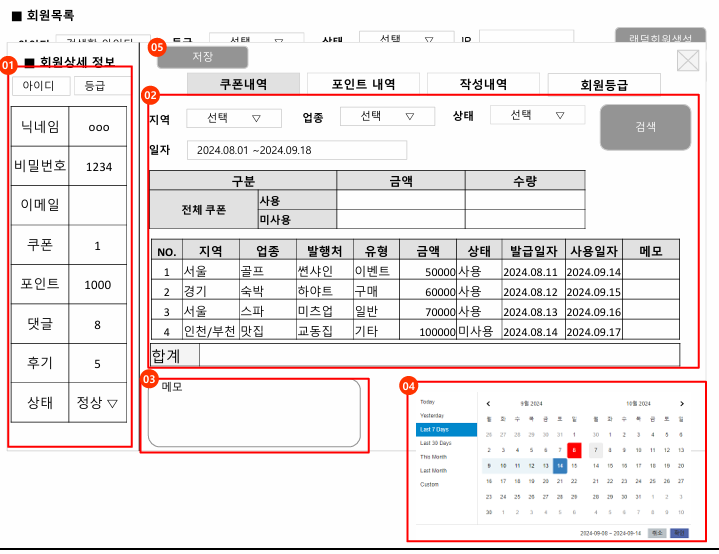 ■ 회원목록
등급 선택 ▽ 상태 선택 ▽ IP
랜덤회원생성
01
■ 회원상세 정보
아이디 등급
닉네임 ooo
비밀번호 1234
이메일
쿠폰 1
포인트 1000
댓글 8
후기 5
상태 정상 ▽
05
저장
쿠폰내역 포인트 내역 작성내역 회원등급
02
지역 선택 ▽ 업종 선택 ▽ 상태 선택 ▽
검색
일자 2024.08.01 ~2024.09.18
구분 금액 수량
전체 쿠폰 사용
미사용
NO. 지역 업종 발행처 유형 금액 상태 발급일자 사용일자 메모
1 서울 골프 쎈샤인 이벤트 50000 사용 2024.08.11 2024.09.14
2 경기 숙박 하야트 구매 60000 사용 2024.08.12 2024.09.15
3 서울 스파 미즈업 일반 70000 사용 2024.08.13 2024.09.16
4 인천/부천 맛집 교동집 기타 100000 미사용 2024.08.14 2024.09.17
합계
03
메모
04
Today
Yesterday
Last 7 Days
Last 30 Days
This Month
Last Month
Custom
9월 2024
월 화 수 목 금 토 일
26 27 28 29 30 31 1
2 3 4 5 6 7 8
9 10 11 12 13 14 15
16 17 18 19 20 21 22
23 24 25 26 27 28 29
30 1 2 3 4 5 6
10월 2024
월 화 수 목 금 토 일
30 1 2 3 4 5 6
7 8 9 10 11 12 13
14 15 16 17 18 19 20
21 22 23 24 25 26 27
28 29 30 31 1 2 3
4 5 6 7 8 9 10
2024-09-08 ~ 2024-09-14 취소 확인